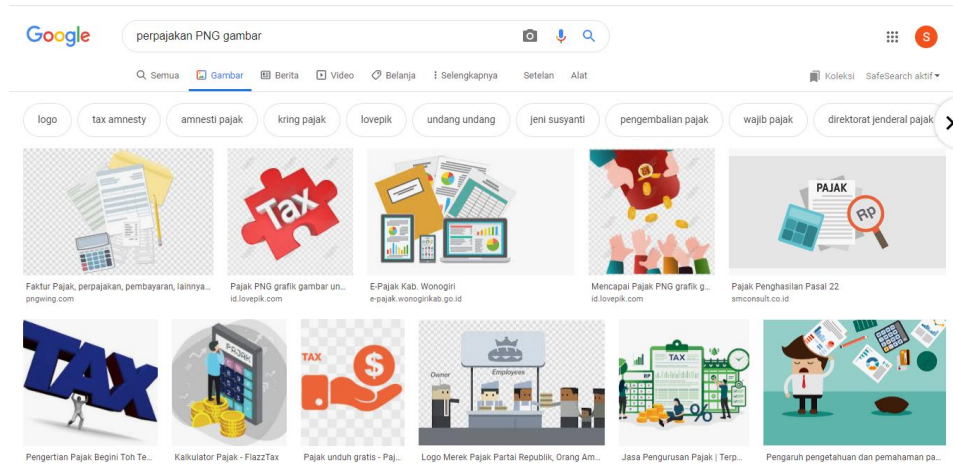 Google
perpajakan PNG gambar
S
Semua Gambar Berita Video Belanja Selengkapnya Setelan Alat
Koleksi SafeSearch aktif
logo tax amnesty amnesti pajak kring pajak lovepik undang undang jeni susyanti pengembalian pajak wajib pajak direktorat jenderal pajak
Tax
PAJAK
Rp
Faktur Pajak, perpajakan, pembayaran, lainnya...
pngwing.com
Pajak PNG grafik gambar un...
id.lovepik.com
E-Pajak Kab. Wonogiri
e-pajak.wonogirikab.go.id
Mencapai Pajak PNG grafik g...
id.lovepik.com
Pajak Penghasilan Pasal 22
smconsult.co.id
TAX
PAJAK
TAX
$
Owner
Employees
TAX
%
Pengertian Pajak Begini Toh Te...
Kalkulator Pajak - FlazzTax
Pajak unduh gratis - Paj...
Logo Merek Pajak Partai Republik, Orang Am...
Jasa Pengurusan Pajak | Terp...
Pengaruh pengetahuan dan pemahaman pa...